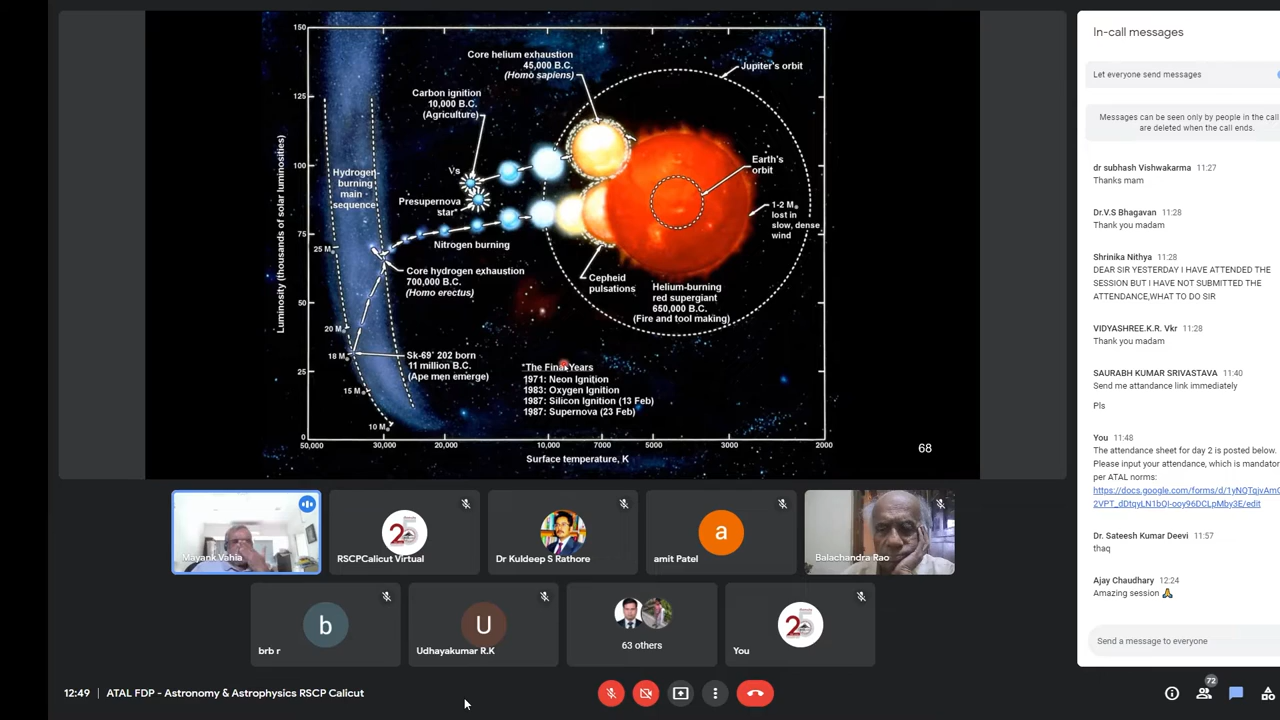 150
125
100
75
50
25
0
Luminosity (thousands of solar luminosities)
Core helium exhaustion
45,000 B.C.
(Homo sapiens)
Jupiter's orbit
Carbon ignition
10,000 B.C.
(Agriculture)
Earth's
orbit
Hydrogen-
burning
main
sequence
νs
Presupernova
star*
1-2 M
lost in
slow, dense
wind
Nitrogen burning
25 M
Core hydrogen exhaustion
700,000 B.C.
(Homo erectus)
Cepheid
pulsations
Helium-burning
red supergiant
650,000 B.C.
(Fire and tool making)
20 M
18 M
Sk-69° 202 born
11 million B.C.
(Ape men emerge)
15 M
10 M
*The Final Years
1971: Neon Ignition
1983: Oxygen Ignition
1987: Silicon Ignition (13 Feb)
1987: Supernova (23 Feb)
50,000 30,000 20,000 10,000 7000 5000 3000 2000
Surface temperature, K
68
Mayank Vahia
25
RSCPCalicut Virtual
Dr Kuldeep S Rathore
a
amit Patel
Balachandra Rao
b
brb r
U
Udhayakumar R.K
63 others
25
You
12:49 | ATAL FDP - Astronomy & Astrophysics RSCP Calicut
72
In-call messages
Let everyone send messages
Messages can be seen only by people in the call
are deleted when the call ends.
dr subhash Vishwakarma 11:27
Thanks mam
Dr.V.S Bhagavan 11:28
Thank you madam
Shrinika Nithya 11:28
DEAR SIR YESTERDAY I HAVE ATTENDED THE
SESSION BUT I HAVE NOT SUBMITTED THE
ATTENDANCE,WHAT TO DO SIR
VIDYASHREE.K.R. Vkr 11:28
Thank you madam
SAURABH KUMAR SRIVASTAVA 11:40
Send me attandance link immediately
Pls
You 11:48
The attendance sheet for day 2 is posted below.
Please input your attendance, which is mandator
per ATAL norms:
Dr. Sateesh Kumar Deevi 11:57
thaq
Ajay Chaudhary 12:24
Amazing session 🙏
Send a message to everyone